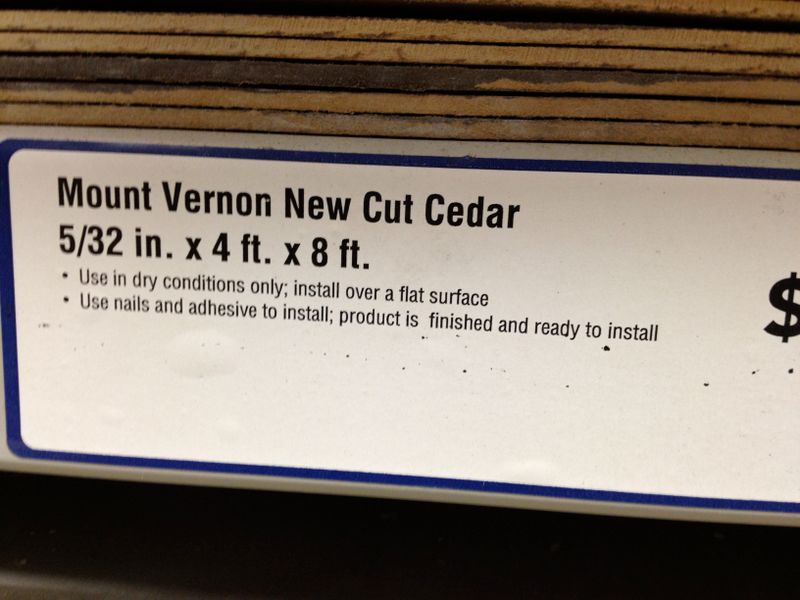 Mount Vernon New Cut Cedar
5/32 in. x 4 ft. x 8 ft.
• Use in dry conditions only; install over a flat surface
• Use nails and adhesive to install; product is finished and ready to install
$